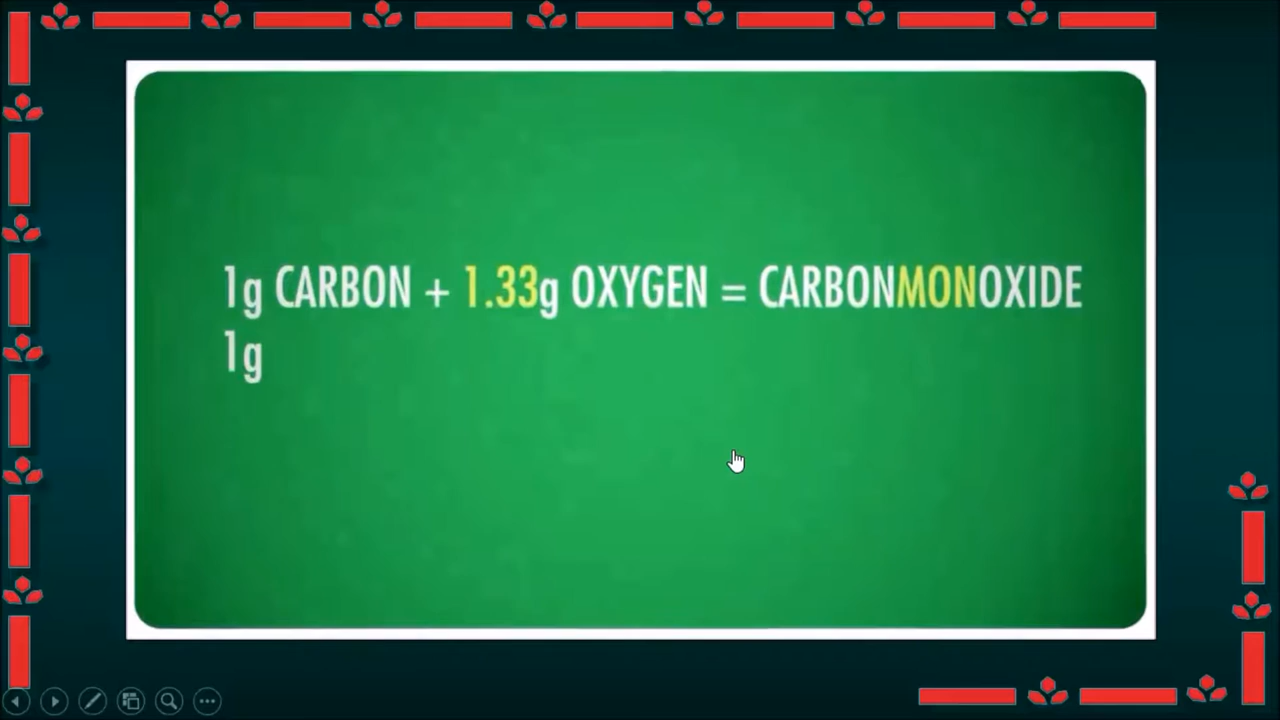 1g CARBON + 1.33g OXYGEN = CARBONMONOXIDE
1g